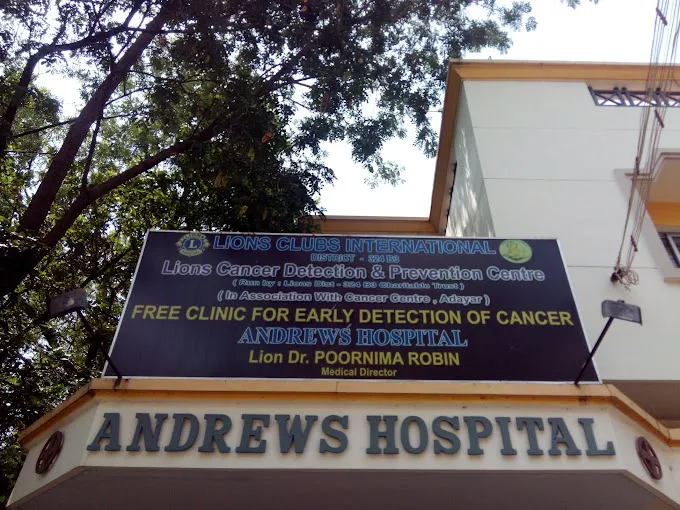 LIONS CLUBS INTERNATIONAL
DISTRICT - 324 B3
Lions Cancer Detection & Prevention Centre
( Run by : Lions Dist - 324 B3 Charitable Trust )
( In Association With Cancer Centre , Adayar )
FREE CLINIC FOR EARLY DETECTION OF CANCER
ANDREWS HOSPITAL
Lion Dr. POORNIMA ROBIN
Medical Director
ANDREWS HOSPITAL